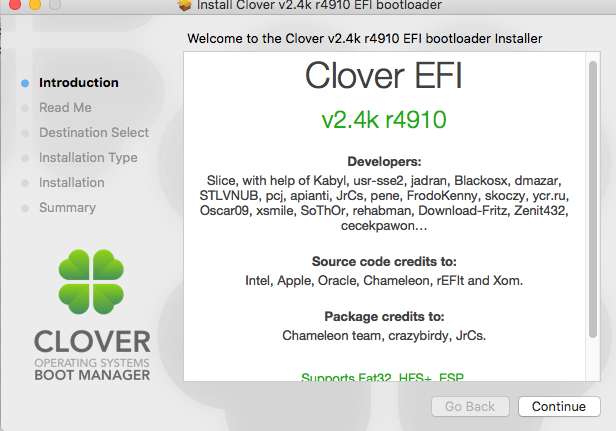 Install Clover v2.4k r4910 EFI bootloader
Welcome to the Clover v2.4k r4910 EFI bootloader Installer
Introduction
Read Me
Destination Select
Installation Type
Installation
Summary
CLOVER
OPERATING SYSTEMS
BOOT MANAGER
Clover EFI
v2.4k r4910
Developers:
Slice, with help of Kabyl, usr-sse2, jadran, Blackosx, dmazar,
STLVNUB, pcj, apianti, JrCs, pene, FrodoKenny, skoczy, ycr.ru,
Oscar09, xsmile, SoThOr, rehabman, Download-Fritz, Zenit432,
cecekpawon...
Source code credits to:
Intel, Apple, Oracle, Chameleon, rEFIt and Xom.
Package credits to:
Chameleon team, crazybirdy, JrCs.
Supports Fat32, HFS+, ESP
Go Back
Continue